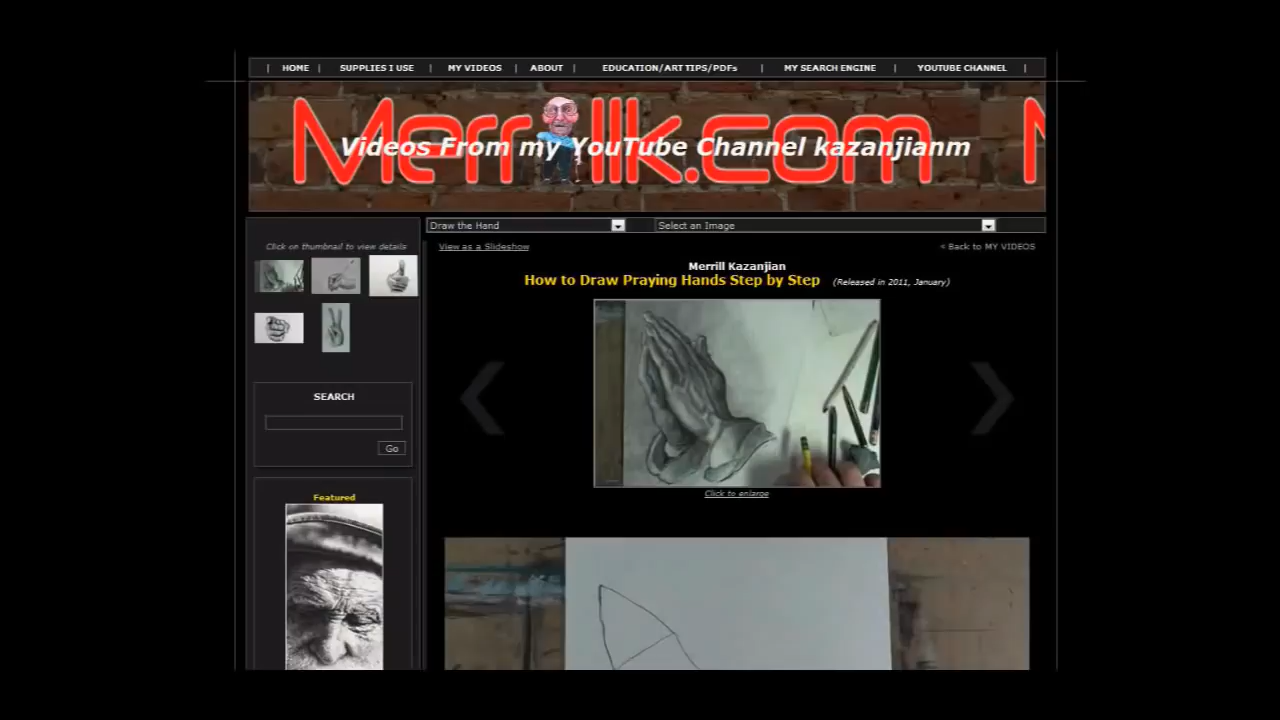 | HOME | SUPPLIES I USE | MY VIDEOS | ABOUT | EDUCATION/ART TIPS/PDFs | MY SEARCH ENGINE | YOUTUBE CHANNEL |
Merrillk.com M
Videos From my YouTube Channel kazanjianm
Draw the Hand Select an Image
Click on thumbnail to view details
View as a Slideshow
« Back to MY VIDEOS
Merrill Kazanjian
How to Draw Praying Hands Step by Step (Released in 2011, January)
Click to enlarge
SEARCH
Go
Featured